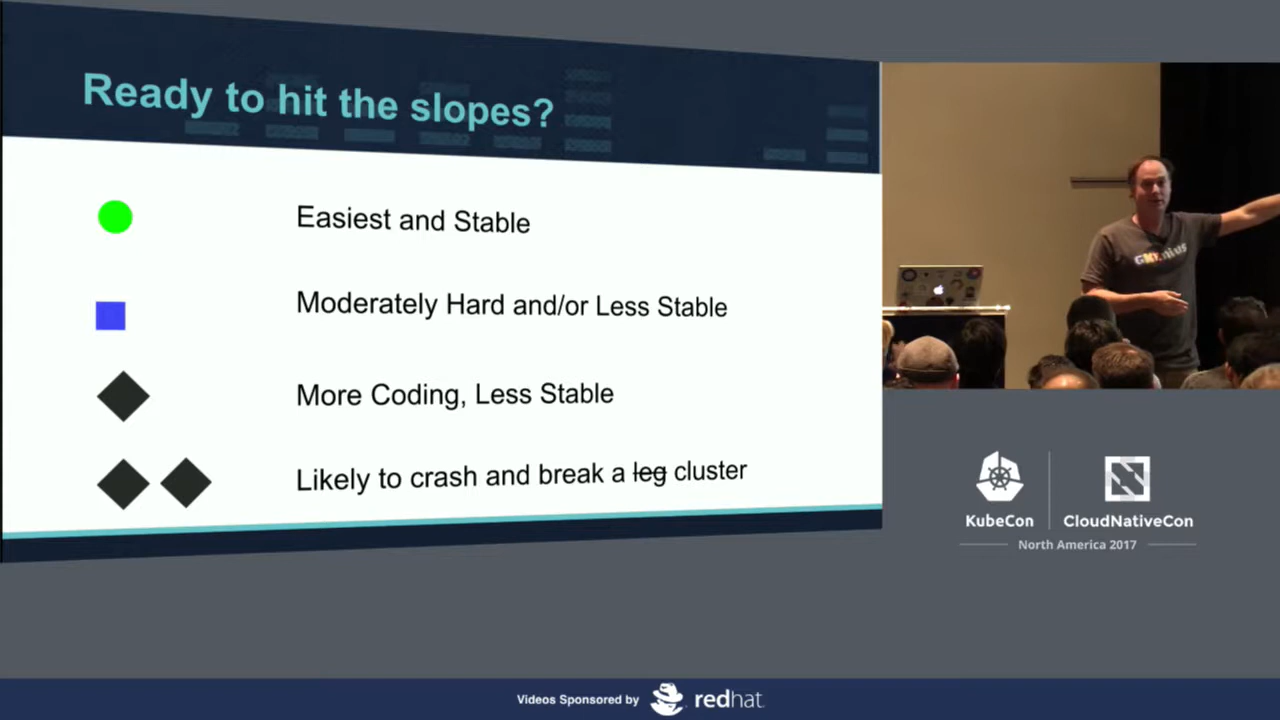 Ready to hit the slopes?
Easiest and Stable
Moderately Hard and/or Less Stable
More Coding, Less Stable
Likely to crash and break a leg cluster
GKEnius
KubeCon
CloudNativeCon
North America 2017
Videos Sponsored by redhat.